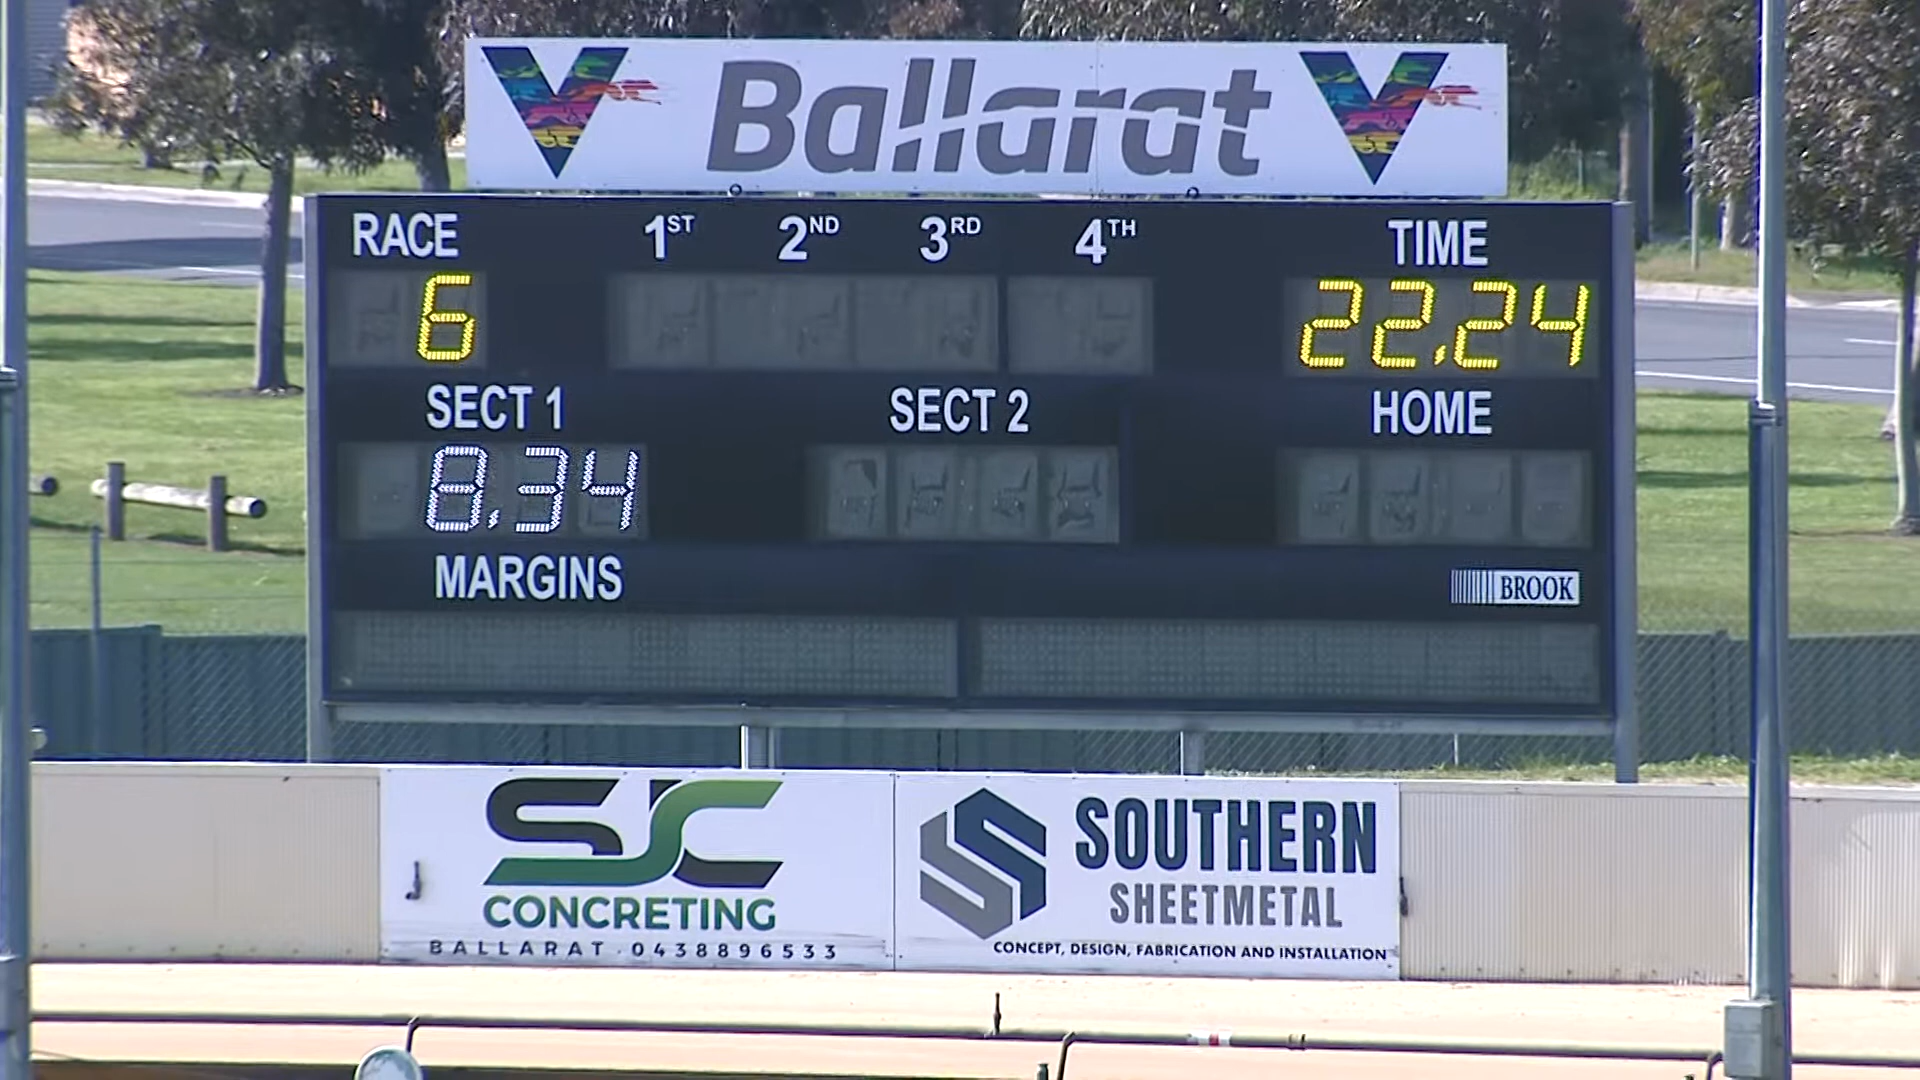 Ballarat
RACE 1ST 2ND 3RD 4TH TIME
6 22.24
SECT 1 SECT 2 HOME
8.34
MARGINS BROOK
SJC
CONCRETING
BALLARAT 0438896533
SOUTHERN
SHEETMETAL
CONCEPT, DESIGN, FABRICATION AND INSTALLATION